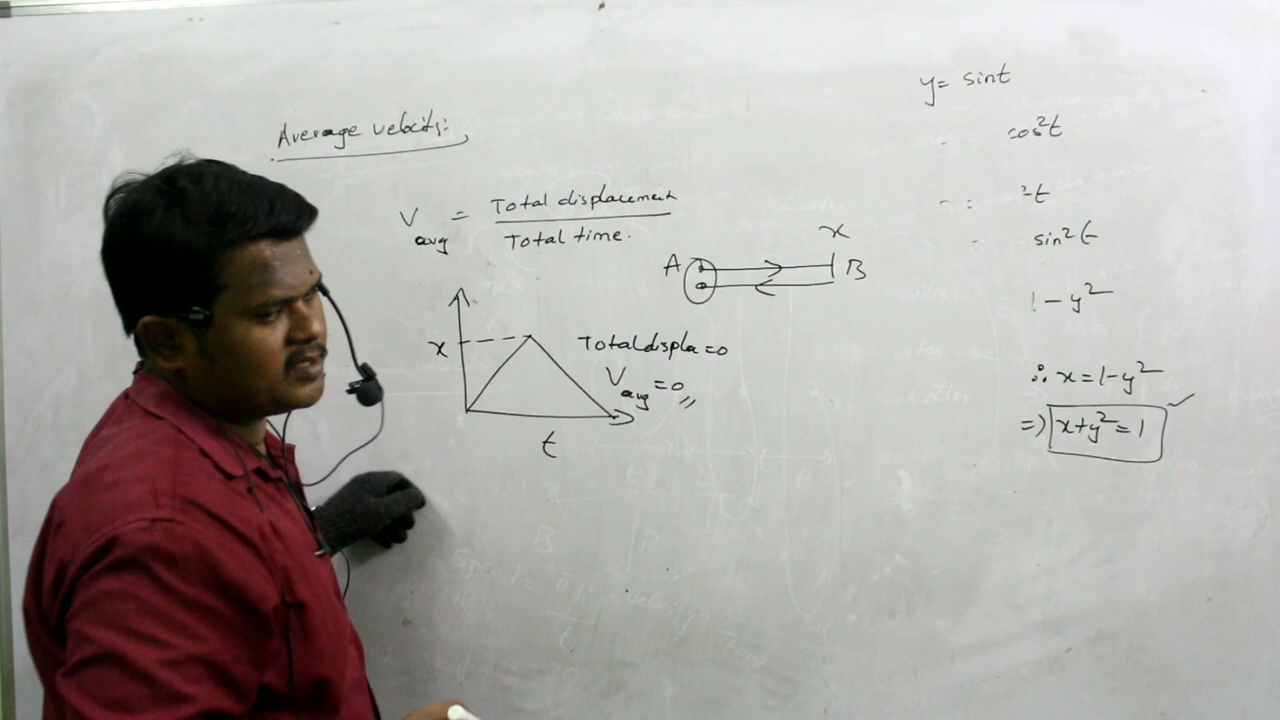 Average velocity:
V avg = Total displacement
Total time.
x
A B
x
t
Total displa = 0
V avg = 0,,
y = sint
cos²t
²t
sin²t
1 - y²
∴ x = 1 - y²
=) x + y² = 1